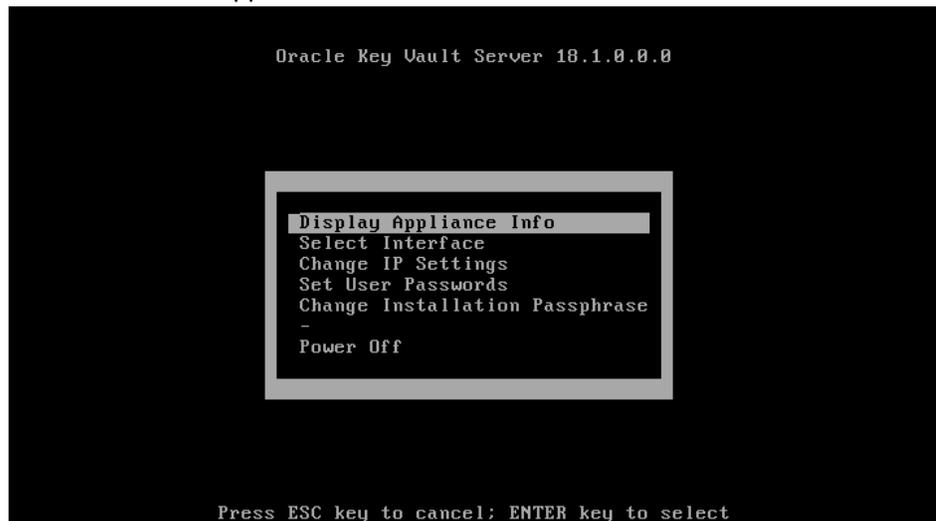 Oracle Key Vault Server 18.1.0.0.0
Display Appliance Info
Select Interface
Change IP Settings
Set User Passwords
Change Installation Passphrase
-
Power Off
Press ESC key to cancel; ENTER key to select